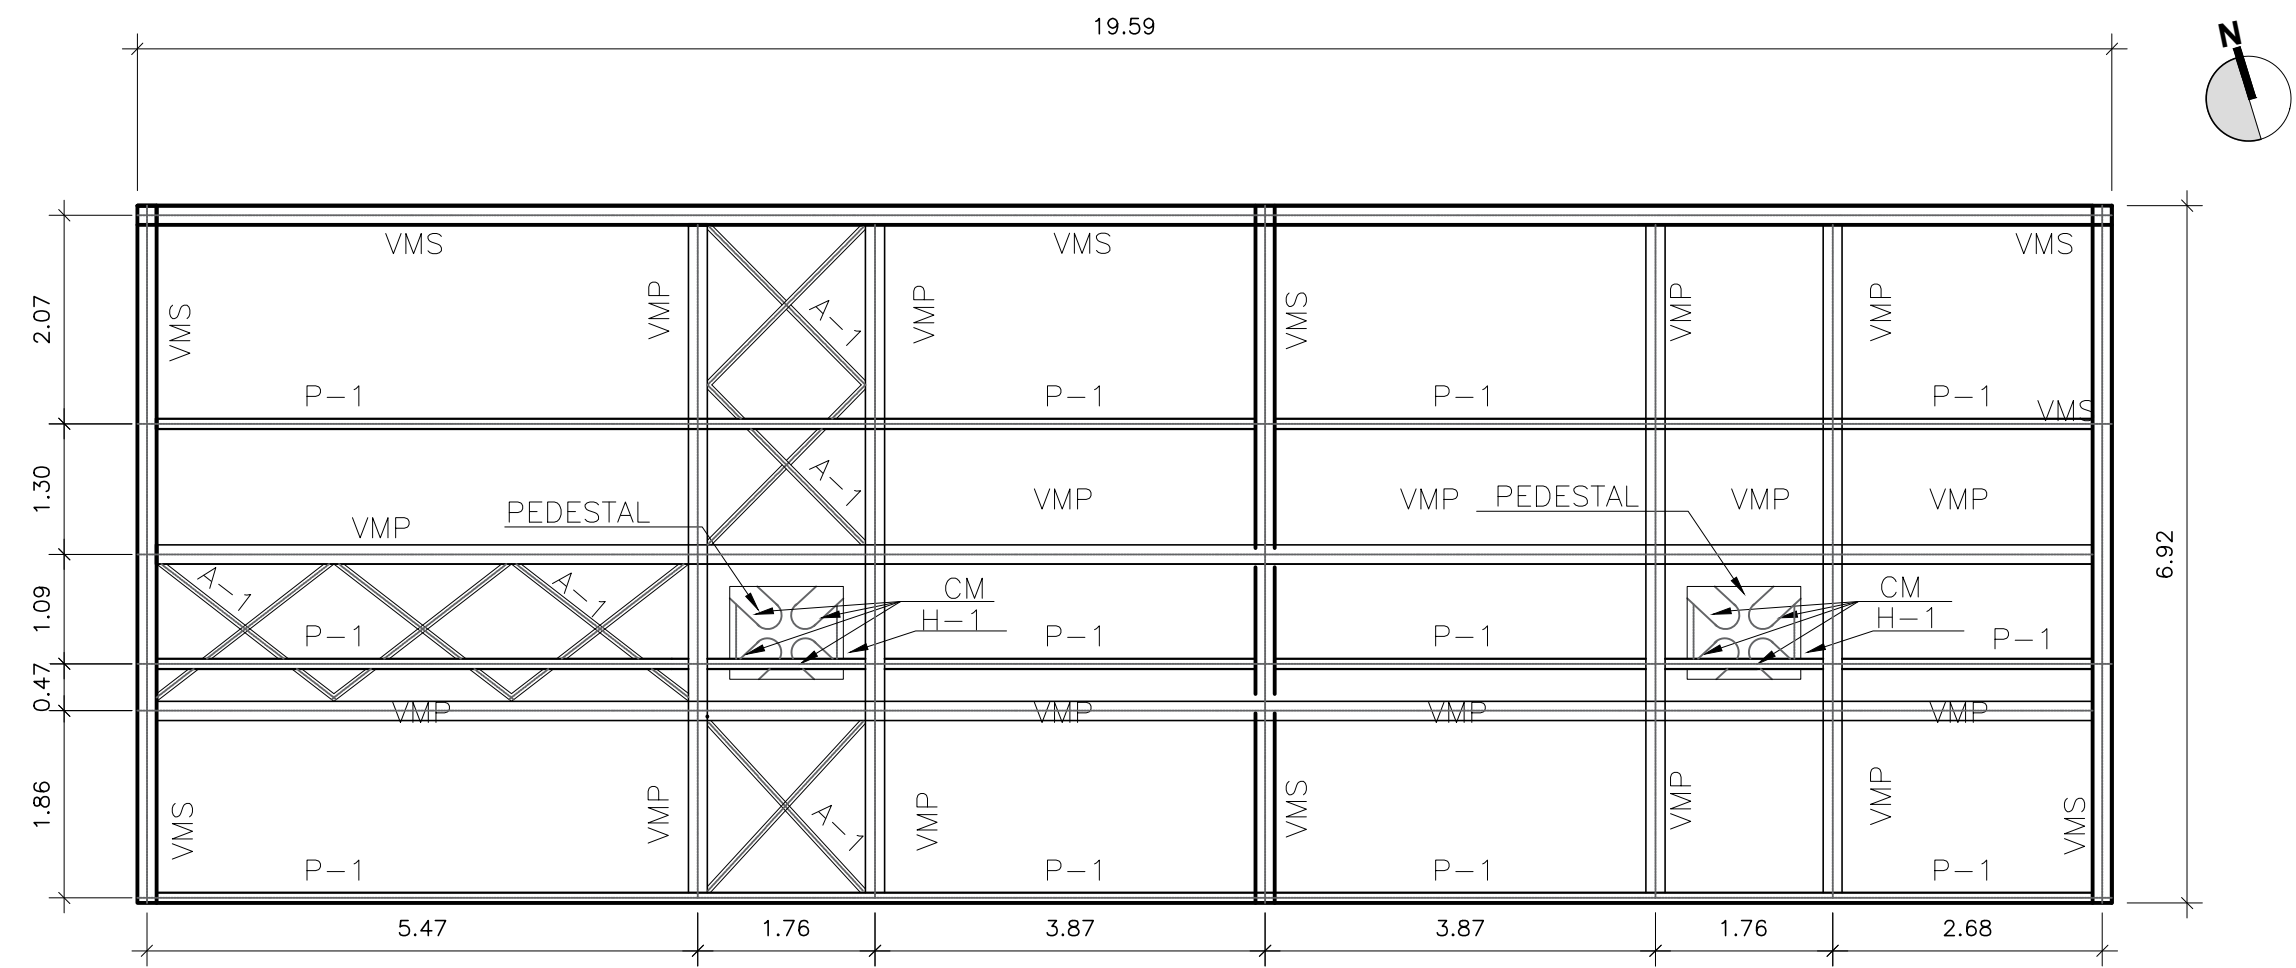 19.59
N
VMS VMS VMS
VMS VMP A-1 VMP VMS VMP VMP
2.07
P-1 P-1 P-1 P-1
VMS
A-1
1.30
VMP VMP VMP VMP
PEDESTAL PEDESTAL
VMP
6.92
A-1 A-1 CM CM
1.09
H-1 H-1
P-1 P-1 P-1 P-1
0.47
VMP VMP VMP VMP
1.86
VMS VMP A-1 VMP VMS VMP VMP VMS
P-1 P-1 P-1 P-1
5.47 1.76 3.87 3.87 1.76 2.68